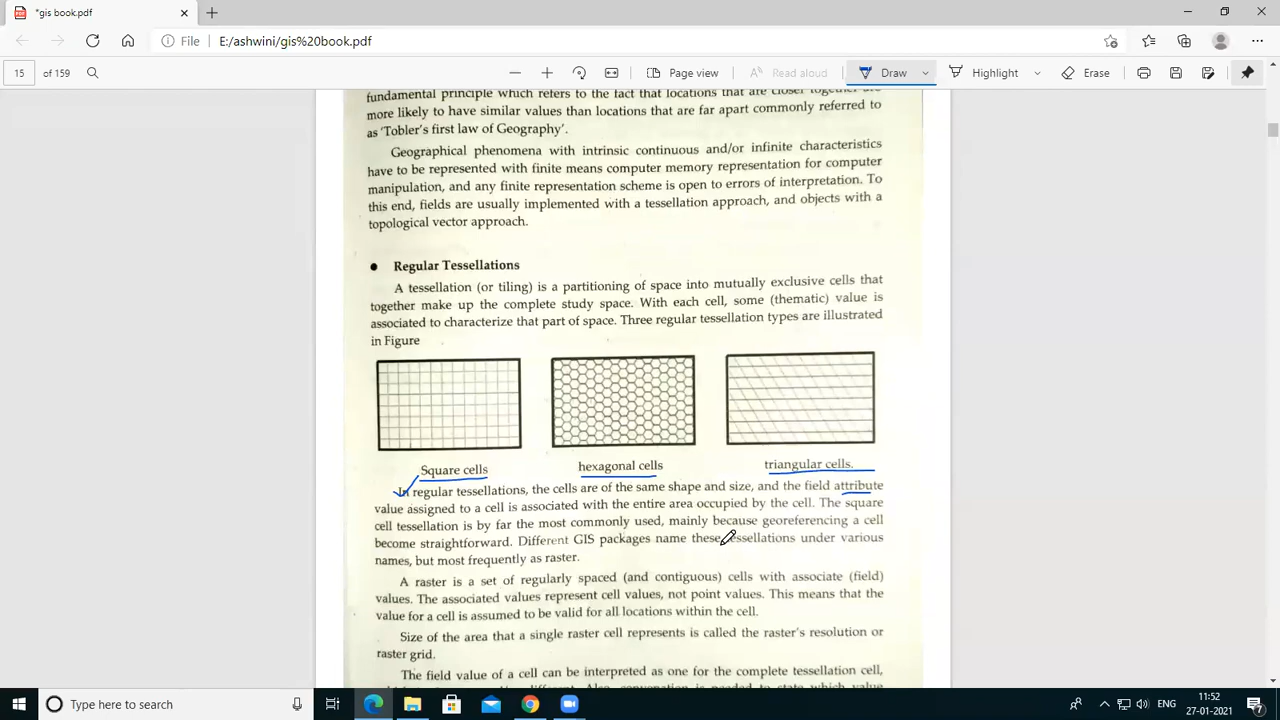 *gis book.pdf
File E:/ashwini/gis%20book.pdf
15 of 159 Page view Read aloud Draw Highlight Erase
fundamental principle which refers to the fact that locations that are closer together are
more likely to have similar values than locations that are far apart commonly referred to
as 'Tobler's first law of Geography'.
Geographical phenomena with intrinsic continuous and/or infinite characteristics
have to be represented with finite means computer memory representation for computer
manipulation, and any finite representation scheme is open to errors of interpretation. To
this end, fields are usually implemented with a tessellation approach, and objects with a
topological vector approach.
● Regular Tessellations
A tessellation (or tiling) is a partitioning of space into mutually exclusive cells that
together make up the complete study space. With each cell, some (thematic) value is
associated to characterize that part of space. Three regular tessellation types are illustrated
in Figure
Square cells hexagonal cells triangular cells.
In regular tessellations, the cells are of the same shape and size, and the field attribute
value assigned to a cell is associated with the entire area occupied by the cell. The square
cell tessellation is by far the most commonly used, mainly because georeferencing a cell
become straightforward. Different GIS packages name these tessellations under various
names, but most frequently as raster.
A raster is a set of regularly spaced (and contiguous) cells with associate (field)
values. The associated values represent cell values, not point values. This means that the
value for a cell is assumed to be valid for all locations within the cell.
Size of the area that a single raster cell represents is called the raster's resolution or
raster grid.
The field value of a cell can be interpreted as one for the complete tessellation cell,
Type here to search
ENG
11:52
27-01-2021